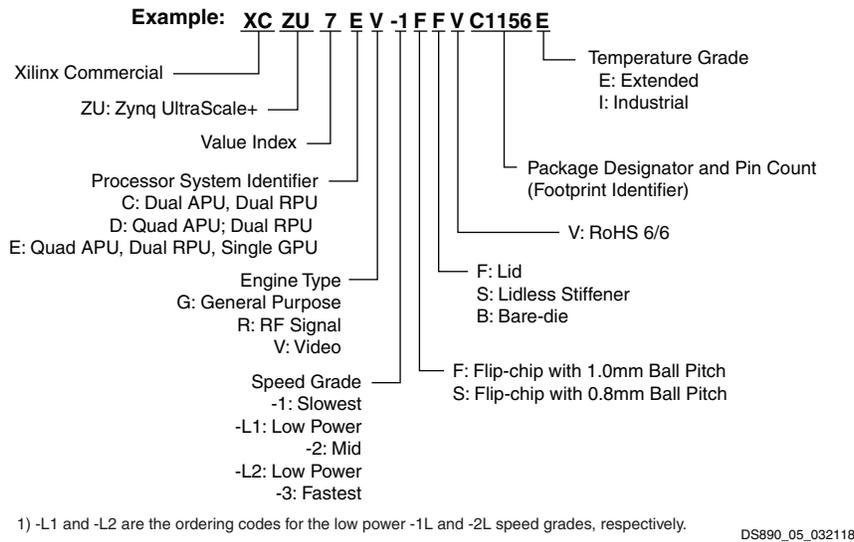 Example: XC ZU 7 E V -1 F F V C1156 E
Temperature Grade
E: Extended
I: Industrial
Xilinx Commercial
ZU: Zynq UltraScale+
Value Index
Package Designator and Pin Count
(Footprint Identifier)
Processor System Identifier
C: Dual APU, Dual RPU
D: Quad APU; Dual RPU
E: Quad APU, Dual RPU, Single GPU
V: RoHS 6/6
Engine Type
G: General Purpose
R: RF Signal
V: Video
F: Lid
S: Lidless Stiffener
B: Bare-die
F: Flip-chip with 1.0mm Ball Pitch
S: Flip-chip with 0.8mm Ball Pitch
Speed Grade
-1: Slowest
-L1: Low Power
-2: Mid
-L2: Low Power
-3: Fastest
1) -L1 and -L2 are the ordering codes for the low power -1L and -2L speed grades, respectively.
DS890_05_032118